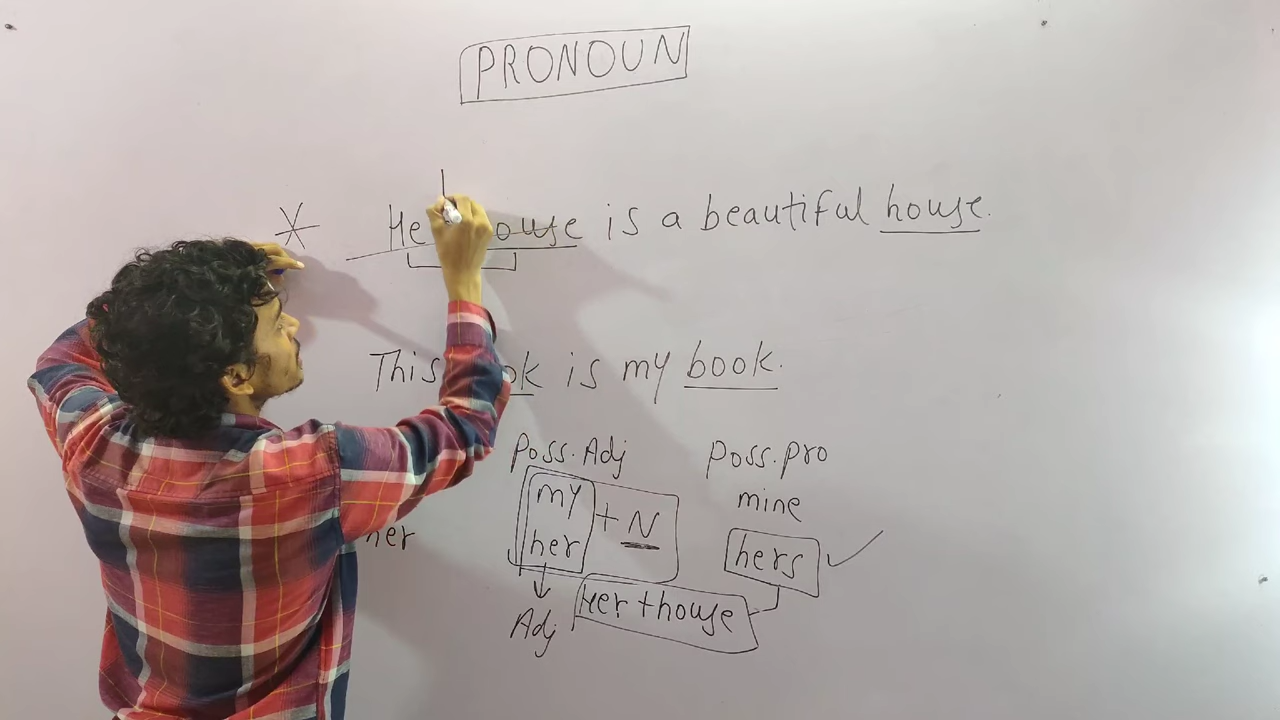 PRONOUN
He ouse is a beautiful house.
This ok is my book.
Poss. Adj Poss. pro
my + N mine
her her hers ✓
Her + house
Adj